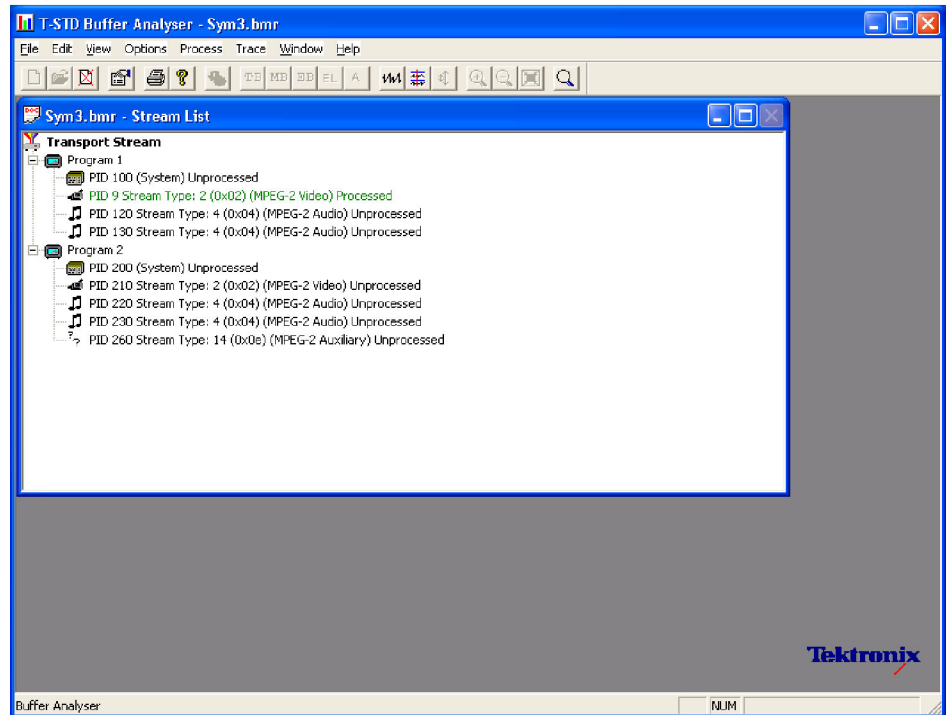 T-STD Buffer Analyser - Sym3.bmr
File Edit View Options Process Trace Window Help
TB MB EB EL A
Sym3.bmr - Stream List
Transport Stream
Program 1
PID 100 (System) Unprocessed
PID 9 Stream Type: 2 (0x02) (MPEG-2 Video) Processed
PID 120 Stream Type: 4 (0x04) (MPEG-2 Audio) Unprocessed
PID 130 Stream Type: 4 (0x04) (MPEG-2 Audio) Unprocessed
Program 2
PID 200 (System) Unprocessed
PID 210 Stream Type: 2 (0x02) (MPEG-2 Video) Unprocessed
PID 220 Stream Type: 4 (0x04) (MPEG-2 Audio) Unprocessed
PID 230 Stream Type: 4 (0x04) (MPEG-2 Audio) Unprocessed
PID 260 Stream Type: 14 (0x0e) (MPEG-2 Auxiliary) Unprocessed
Tektronix
Buffer Analyser NUM